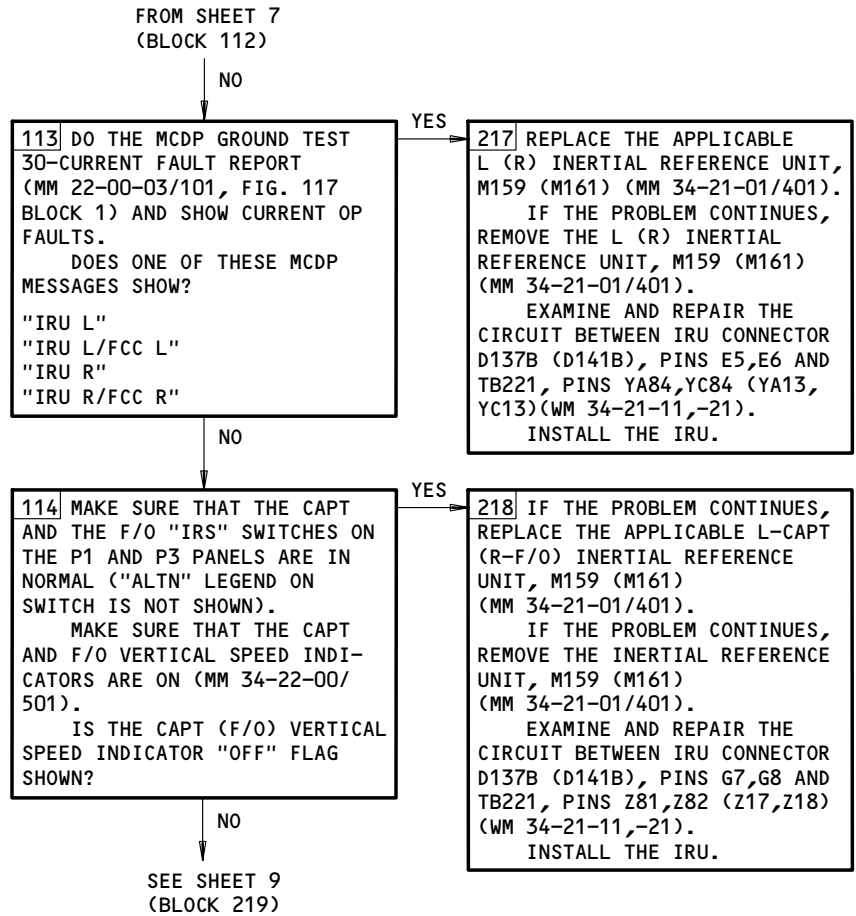 FROM SHEET 7
(BLOCK 112)
NO
113 DO THE MCDP GROUND TEST
30-CURRENT FAULT REPORT
(MM 22-00-03/101, FIG. 117
BLOCK 1) AND SHOW CURRENT OP
FAULTS.
DOES ONE OF THESE MCDP
MESSAGES SHOW?
"IRU L"
"IRU L/FCC L"
"IRU R"
"IRU R/FCC R"
YES
217 REPLACE THE APPLICABLE
L (R) INERTIAL REFERENCE UNIT,
M159 (M161) (MM 34-21-01/401).
IF THE PROBLEM CONTINUES,
REMOVE THE L (R) INERTIAL
REFERENCE UNIT, M159 (M161)
(MM 34-21-01/401).
EXAMINE AND REPAIR THE
CIRCUIT BETWEEN IRU CONNECTOR
D137B (D141B), PINS E5,E6 AND
TB221, PINS YA84,YC84 (YA13,
YC13)(WM 34-21-11,-21).
INSTALL THE IRU.
NO
114 MAKE SURE THAT THE CAPT
AND THE F/O "IRS" SWITCHES ON
THE P1 AND P3 PANELS ARE IN
NORMAL ("ALTN" LEGEND ON
SWITCH IS NOT SHOWN).
MAKE SURE THAT THE CAPT
AND F/O VERTICAL SPEED INDI-
CATORS ARE ON (MM 34-22-00/
501).
IS THE CAPT (F/O) VERTICAL
SPEED INDICATOR "OFF" FLAG
SHOWN?
YES
218 IF THE PROBLEM CONTINUES,
REPLACE THE APPLICABLE L-CAPT
(R-F/O) INERTIAL REFERENCE
UNIT, M159 (M161)
(MM 34-21-01/401).
IF THE PROBLEM CONTINUES,
REMOVE THE INERTIAL REFERENCE
UNIT, M159 (M161)
(MM 34-21-01/401).
EXAMINE AND REPAIR THE
CIRCUIT BETWEEN IRU CONNECTOR
D137B (D141B), PINS G7,G8 AND
TB221, PINS Z81,Z82 (Z17,Z18)
(WM 34-21-11,-21).
INSTALL THE IRU.
NO
SEE SHEET 9
(BLOCK 219)